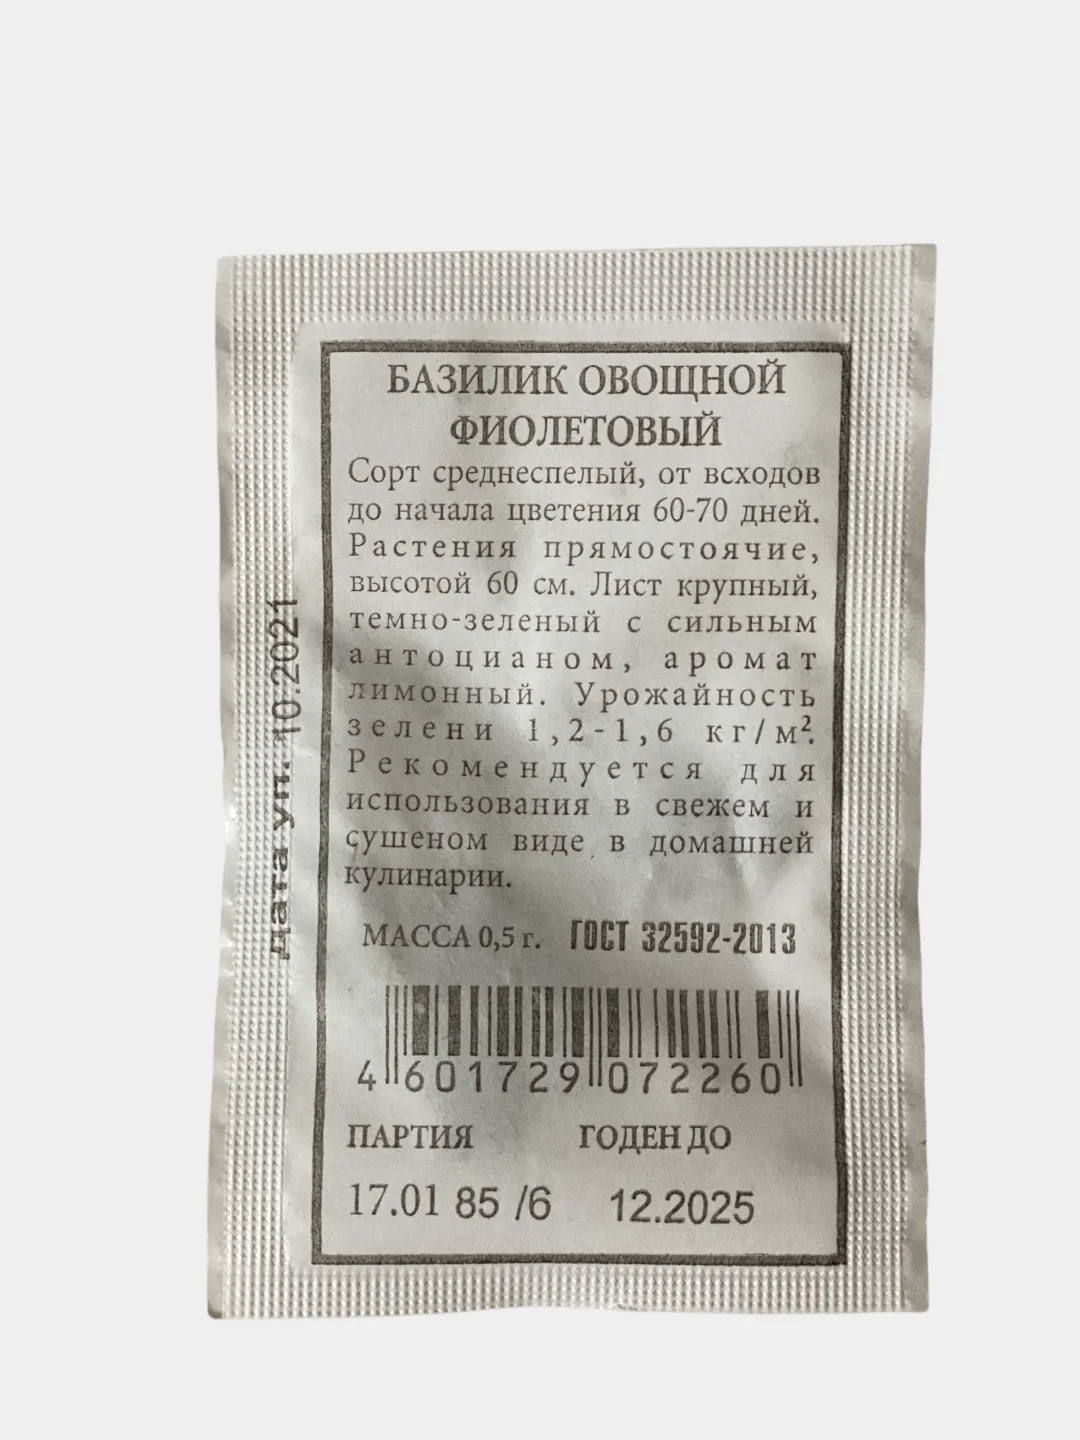 БАЗИЛИК ОВОЩНОЙ
ФИОЛЕТОВЫЙ
Сорт среднеспелый, от всходов
до начала цветения 60-70 дней.
Растения прямостоячие,
высотой 60 см. Лист крупный,
темно-зеленый с сильным
антоцианом, аромат
лимонный. Урожайность
зелени 1,2-1,6 кг/м².
Рекомендуется для
использования в свежем и
сушеном виде в домашней
кулинарии.
МАССА 0,5 г. ГОСТ 32592-2013
4 601729 072260
ПАРТИЯ ГОДЕН ДО
17.01 85 /6 12.2025
дата уп. 10.2021